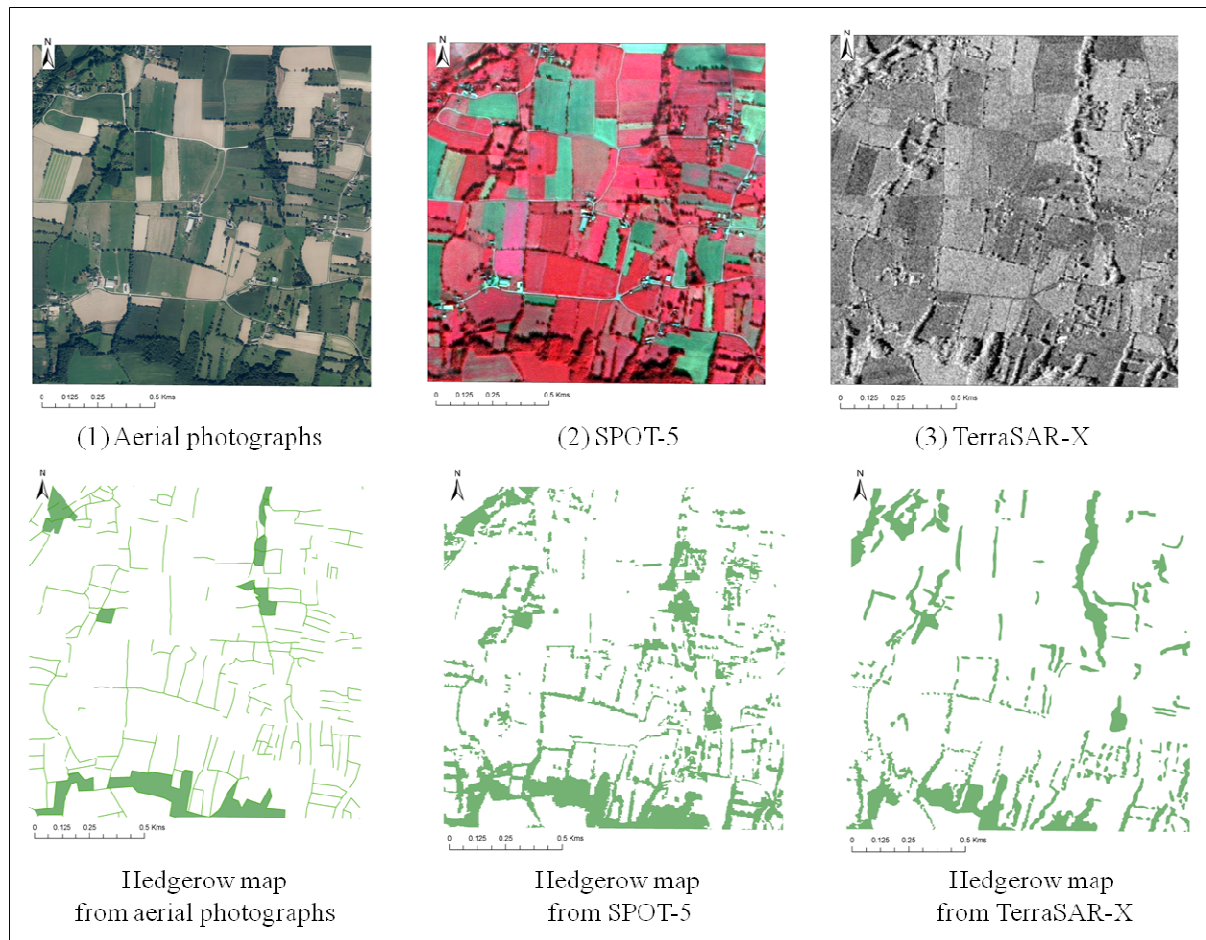 N
N
N
0 0.125 0.25 0.5 Kms
0 0.125 0.25 0.5 Kms
0 0.125 0.25 0.5 Kms
(1) Aerial photographs
(2) SPOT-5
(3) TerraSAR-X
N
N
N
0 0.125 0.25 0.5 Kms
0 0.125 0.25 0.5 Kms
0 0.125 0.25 0.5 Kms
Hedgerow map
from aerial photographs
Hedgerow map
from SPOT-5
Hedgerow map
from TerraSAR-X